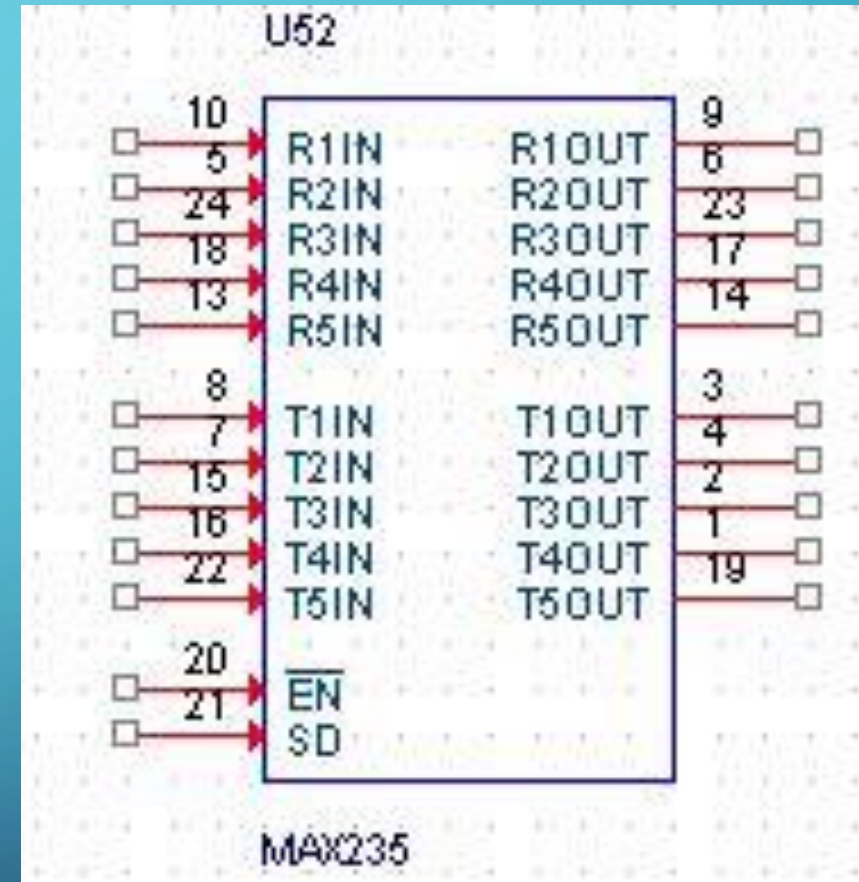 U52
10 R1IN R1OUT 9
5 R2IN R2OUT 6
24 R3IN R3OUT 23
18 R4IN R4OUT 17
13 R5IN R5OUT 14
8 T1IN T1OUT 3
7 T2IN T2OUT 4
15 T3IN T3OUT 2
16 T4IN T4OUT 1
22 T5IN T5OUT 19
20 EN
21 SD
MAX235